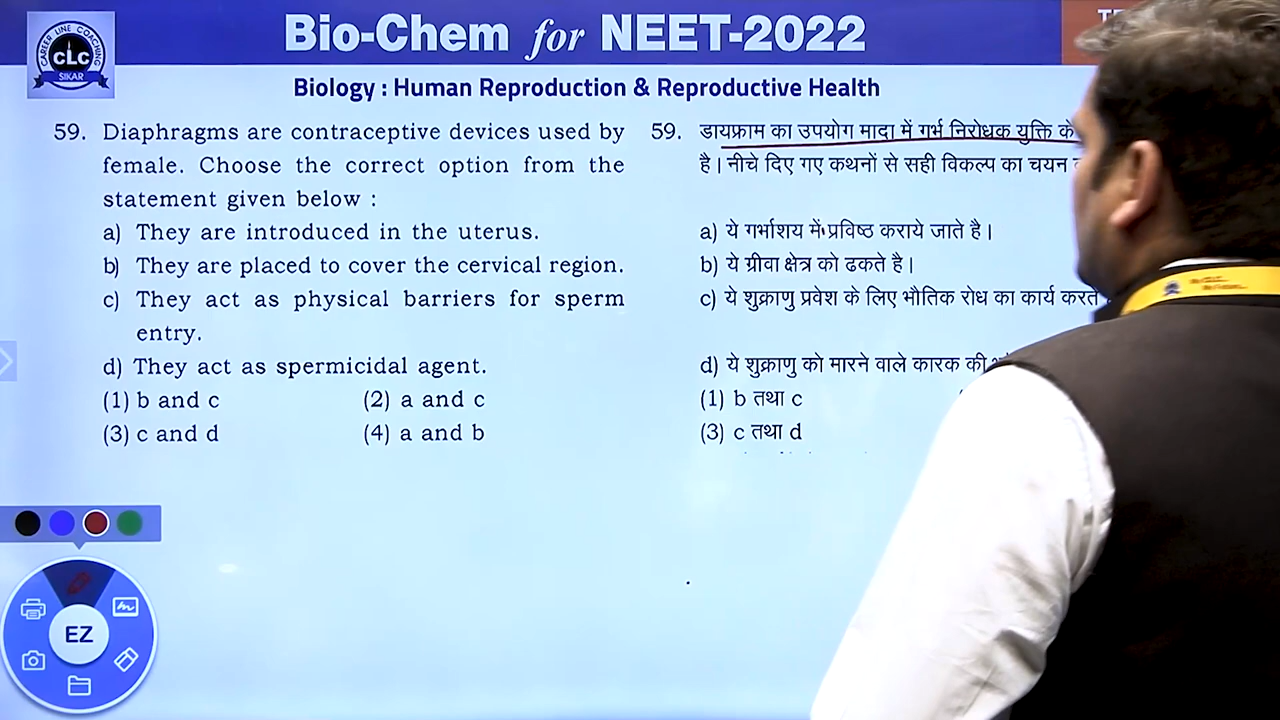 CAREER LINE COACHING
CLC
SIKAR
Bio-Chem for NEET-2022
Biology : Human Reproduction & Reproductive Health
59. Diaphragms are contraceptive devices used by
female. Choose the correct option from the
statement given below :
a) They are introduced in the uterus.
b) They are placed to cover the cervical region.
c) They act as physical barriers for sperm
entry.
d) They act as spermicidal agent.
(1) b and c (2) a and c
(3) c and d (4) a and b
59. डायफ्राम का उपयोग मादा में गर्भ निरोधक युक्ति के
है। नीचे दिए गए कथनों से सही विकल्प का चयन
a) ये गर्भाशय में प्रविष्ठ कराये जाते है।
b) ये ग्रीवा क्षेत्र को ढकते है।
c) ये शुक्राणु प्रवेश के लिए भौतिक रोध का कार्य करते
d) ये शुक्राणु को मारने वाले कारक की
(1) b तथा c
(3) c तथा d
EZ